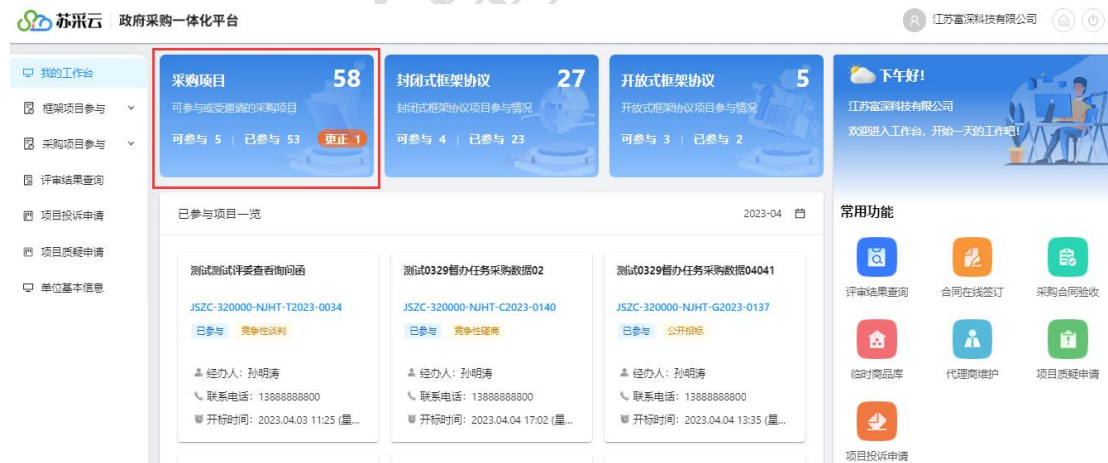 苏采云 政府采购一体化平台
江苏富深科技有限公司
我的工作台
框架项目参与
采购项目参与
评审结果查询
项目投诉申请
项目质疑申请
单位基本信息
采购项目 58
可参与或受邀请的采购项目
可参与 5 | 已参与 53 更正 1
封闭式框架协议 27
封闭式框架协议项目参与情况
可参与 4 | 已参与 23
开放式框架协议 5
开放式框架协议项目参与情况
可参与 3 | 已参与 2
下午好!
江苏富深科技有限公司
欢迎进入工作台，开始一天的工作吧!
已参与项目一览 2023-04
测试测试评委查看询问函
JSZC-320000-NJHT-T2023-0034
已参与 竞争性谈判
经办人：孙明涛
联系电话：13888888800
开标时间：2023.04.03 11:25 (星...
测试0329督办任务采购数据02
JSZC-320000-NJHT-C2023-0140
已参与 竞争性磋商
经办人：孙明涛
联系电话：13888888800
开标时间：2023.04.04 17:02 (星...
测试0329督办任务采购数据04041
JSZC-320000-NJHT-G2023-0137
已参与 公开招标
经办人：孙明涛
联系电话：13888888800
开标时间：2023.04.04 13:35 (星...
常用功能
评审结果查询
合同在线签订
采购合同验收
临时商品库
代理商维护
项目质疑申请
项目投诉申请